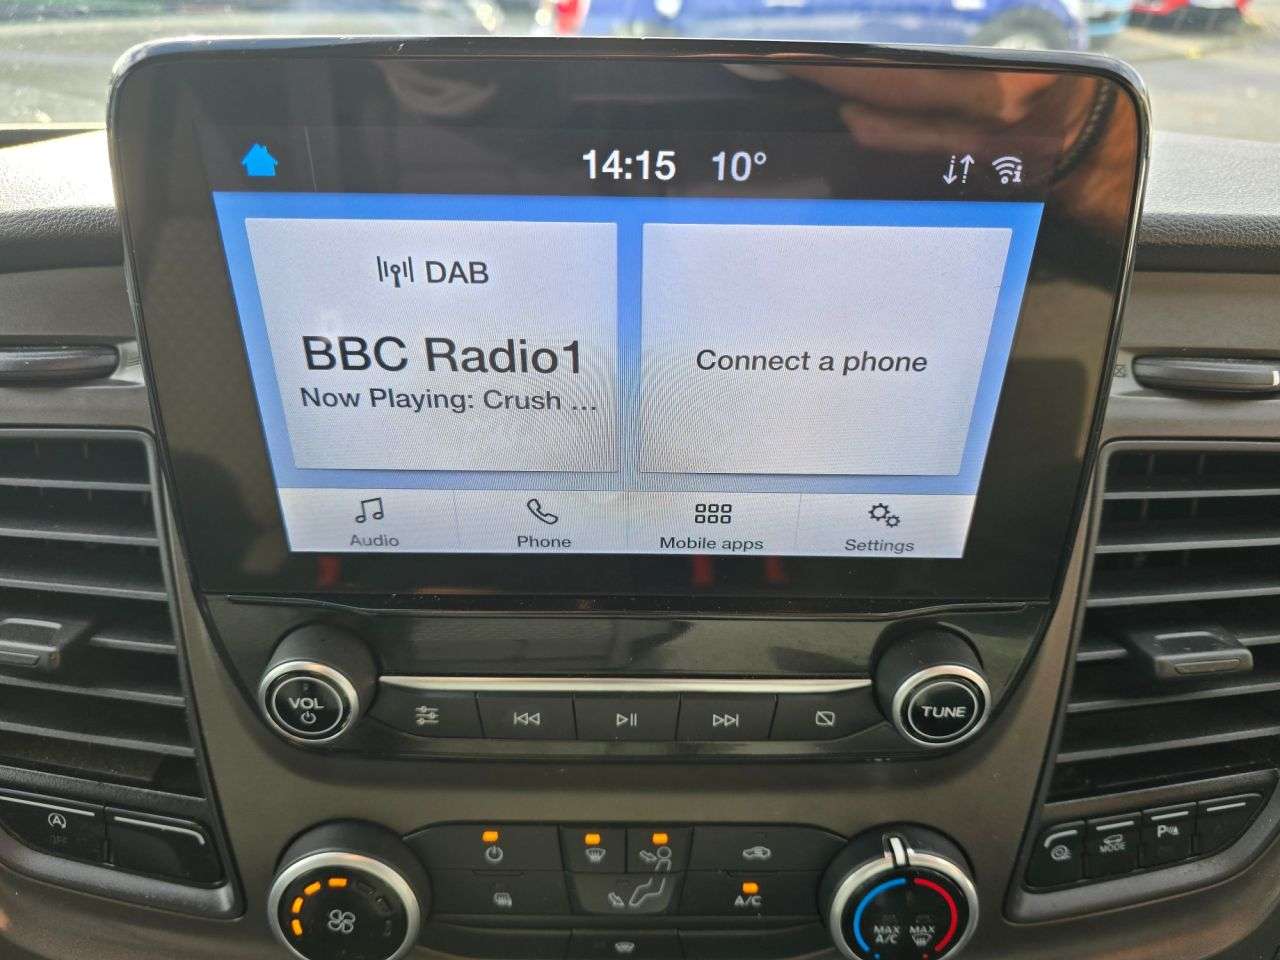 14:15 10°
DAB
BBC Radio1
Now Playing: Crush ...
Connect a phone
Audio
Phone
Mobile apps
Settings
VOL
TUNE
A
OFF
MODE
P
A/C
MAX
A/C
MAX